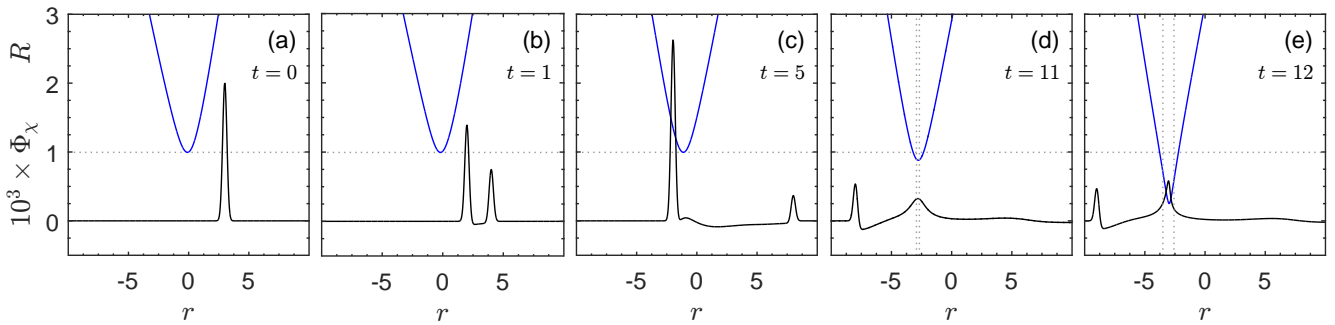 R
10³ × Φ_χ
3
2
1
0
(a)
t = 0
-5
0
5
r
(b)
t = 1
-5
0
5
r
(c)
t = 5
-5
0
5
r
(d)
t = 11
-5
0
5
r
(e)
t = 12
-5
0
5
r